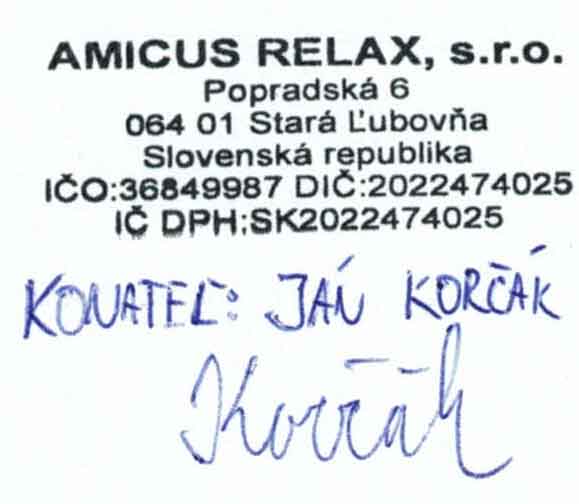 AMICUS RELAX, s.r.o.
Popradská 6
064 01 Stará Ľubovňa
Slovenská republika
IČO:36849987 DIČ:2022474025
IČ DPH:SK2022474025
KONATEĽ: JÁN KORČÁK
Korčák